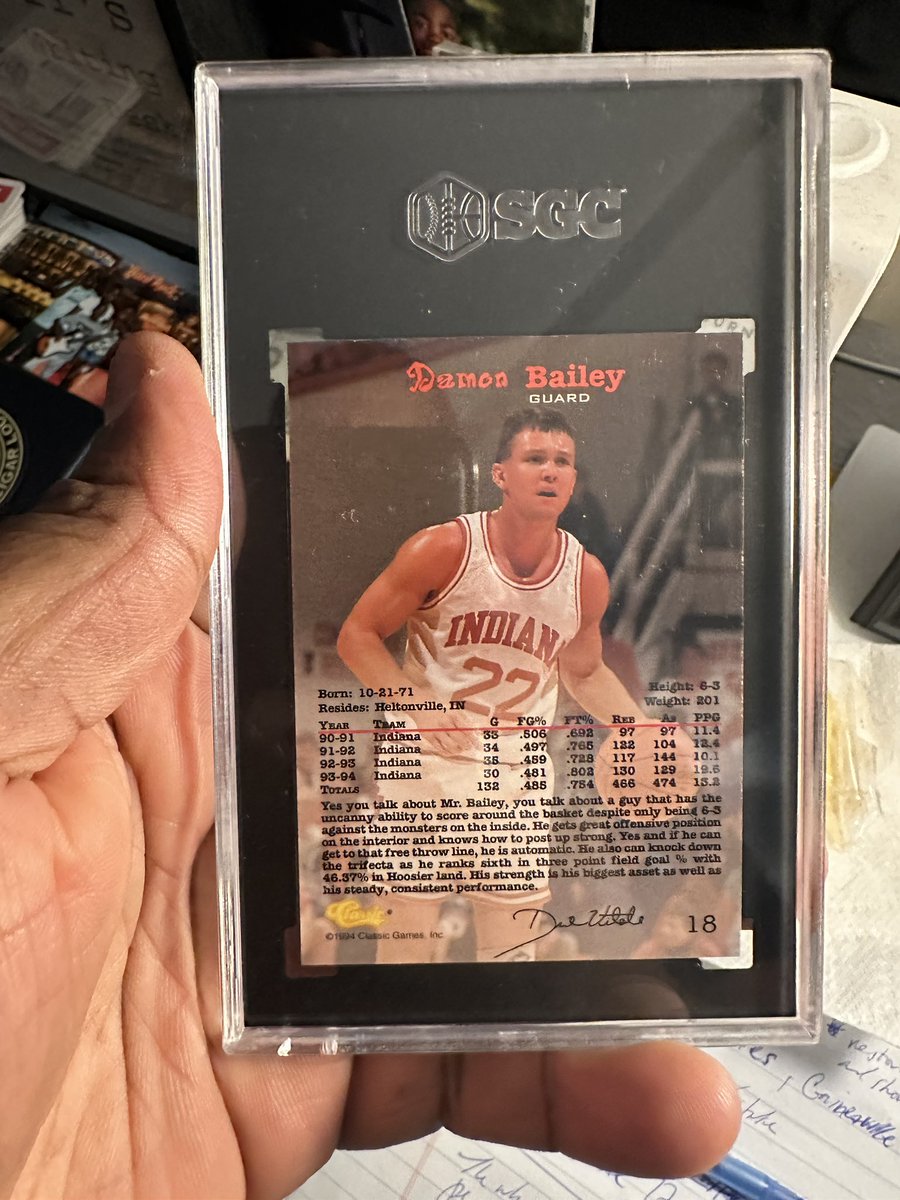 SGC
Damon Bailey
GUARD
INDIAN
22
Born: 10-21-71
Resides: Heltonville, IN
Height: 6-3
Weight: 201
YEAR TEAM G FG% FT% REB AS PPG
90-91 Indiana 33 .506 .692 97 97 11.4
91-92 Indiana 34 .497 .765 122 104 12.4
92-93 Indiana 35 .459 .728 117 144 10.1
93-94 Indiana 30 .481 .802 130 129 19.6
TOTALS 132 .485 .754 466 474 13.2
Yes you talk about Mr. Bailey, you talk about a guy that has the
uncanny ability to score around the basket despite only being 6-3
against the monsters on the inside. He gets great offensive position
on the interior and knows how to post up strong. Yes and if he can
get to that free throw line, he is automatic. He also can knock down
the trifecta as he ranks sixth in three point field goal % with
46.37% in Hoosier land. His strength is his biggest asset as well as
his steady, consistent performance.
Classic
©1994 Classic Games, Inc
18
Gainesville